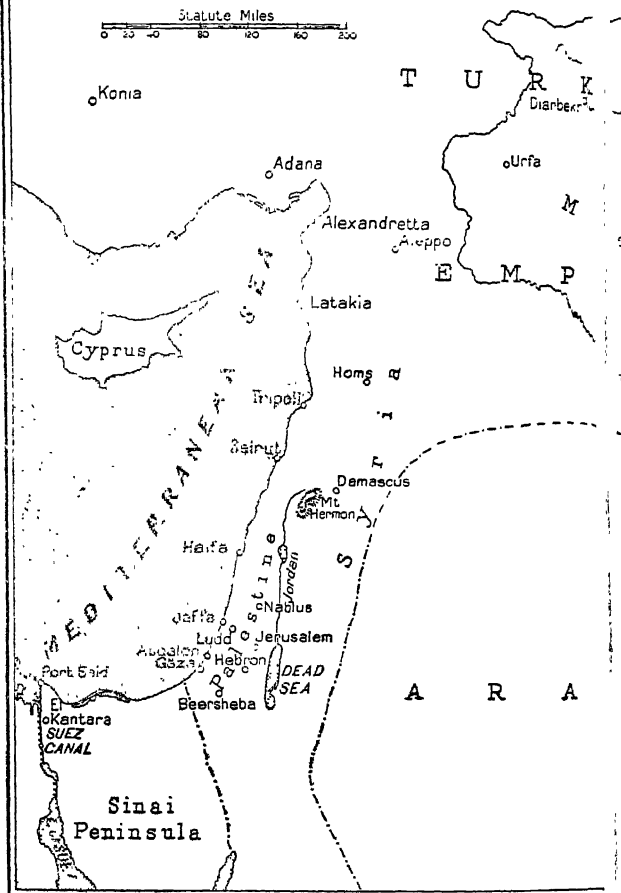 Statute Miles
0 20 40 80 120 160 200
T U R K
Konia
Diarbekr
Adana
Urfa
M
Alexandretta
Aleppo
E M P
SEA
Latakia
Cyprus
Homs
Tripoli
Beirut
Syria
MEDITERRANEAN
Damascus
Mt
Hermon
Haifa
Jordan
Palestine
Nablus
Jaffa
Ludd
Jerusalem
Ascalon
Gaza
Hebron
Port Said
DEAD
SEA
A R A
Beersheba
El
Kantara
SUEZ
CANAL
Sinai
Peninsula